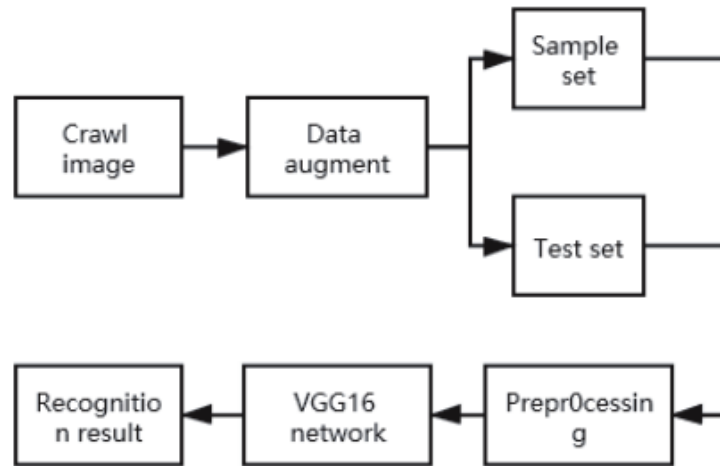 Crawl
image
Data
augment
Sample
set
Test set
Prepr0cessin
g
VGG16
network
Recognitio
n result